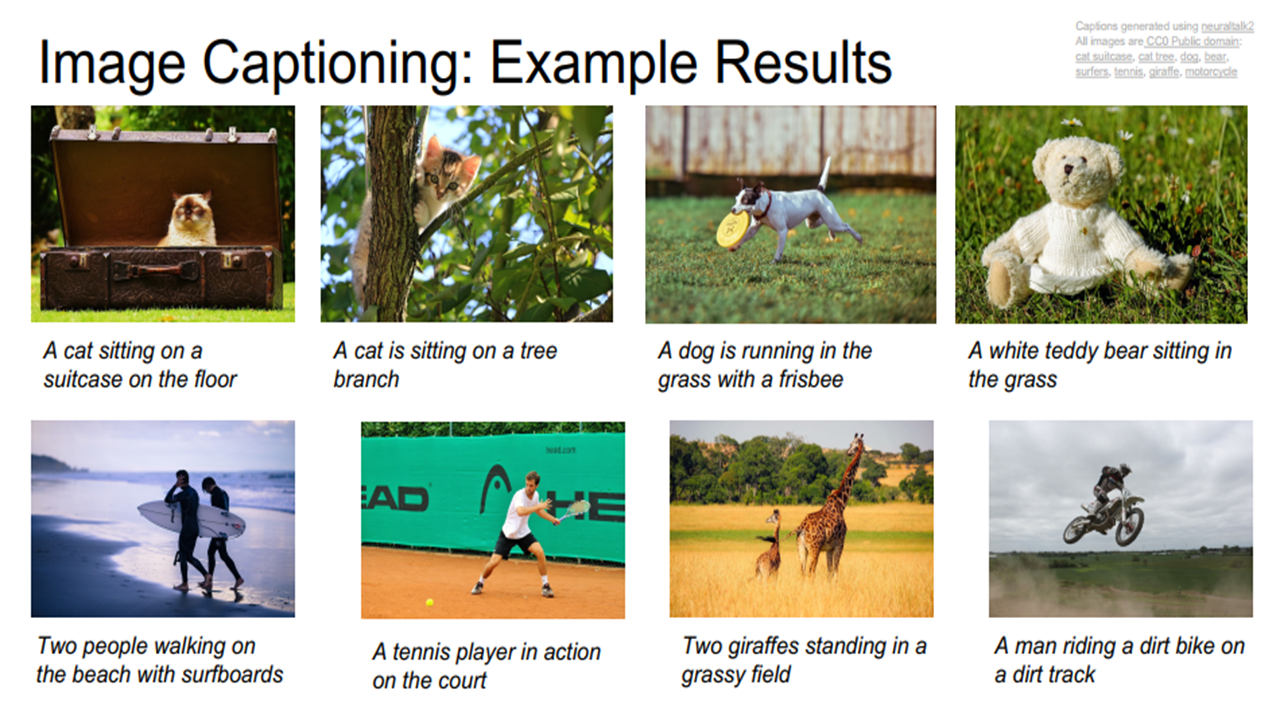 Image Captioning: Example Results
Captions generated using neuraltalk2
All images are CC0 Public domain:
cat suitcase, cat tree, dog, bear,
surfers, tennis, giraffe, motorcycle
A cat sitting on a
suitcase on the floor
A cat is sitting on a tree
branch
A dog is running in the
grass with a frisbee
A white teddy bear sitting in
the grass
EAD
head.com
HE
Two people walking on
the beach with surfboards
A tennis player in action
on the court
Two giraffes standing in a
grassy field
A man riding a dirt bike on
a dirt track